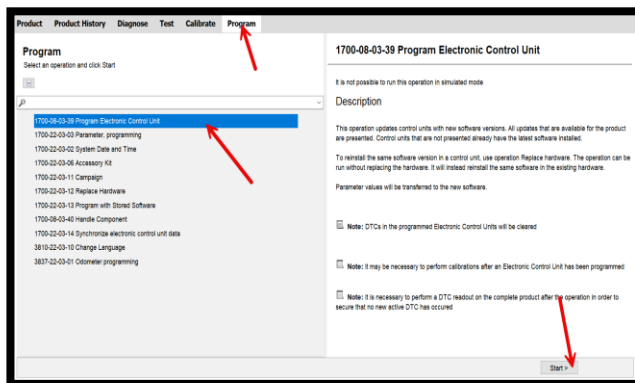 Product Product History Diagnose Test Calibrate Program
Program
Select an operation and click Start
1700-08-03-39 Program Electronic Control Unit
1700-22-03-03 Parameter, programming
1700-22-03-02 System Date and Time
1700-22-03-06 Accessory Kit
1700-22-03-11 Campaign
1700-22-03-12 Replace Hardware
1700-22-03-13 Program with Stored Software
1700-08-03-40 Handle Component
1700-22-03-14 Synchronize electronic control unit data
3810-22-03-10 Change Language
3837-22-03-01 Odometer programming
1700-08-03-39 Program Electronic Control Unit
It is not possible to run this operation in simulated mode
Description
This operation updates control units with new software versions. All updates that are available for the product
are presented. Control units that are not presented already have the latest software installed.
To reinstall the same software version in a control unit, use operation Replace hardware. The operation can be
run without replacing the hardware. It will instead reinstall the same software in the existing hardware.
Parameter values will be transferred to the new software.
Note: DTCs in the programmed Electronic Control Units will be cleared
Note: It may be necessary to perform calibrations after an Electronic Control Unit has been programmed
Note: It is necessary to perform a DTC readout on the complete product after the operation in order to
secure that no new active DTC has occured
Start >